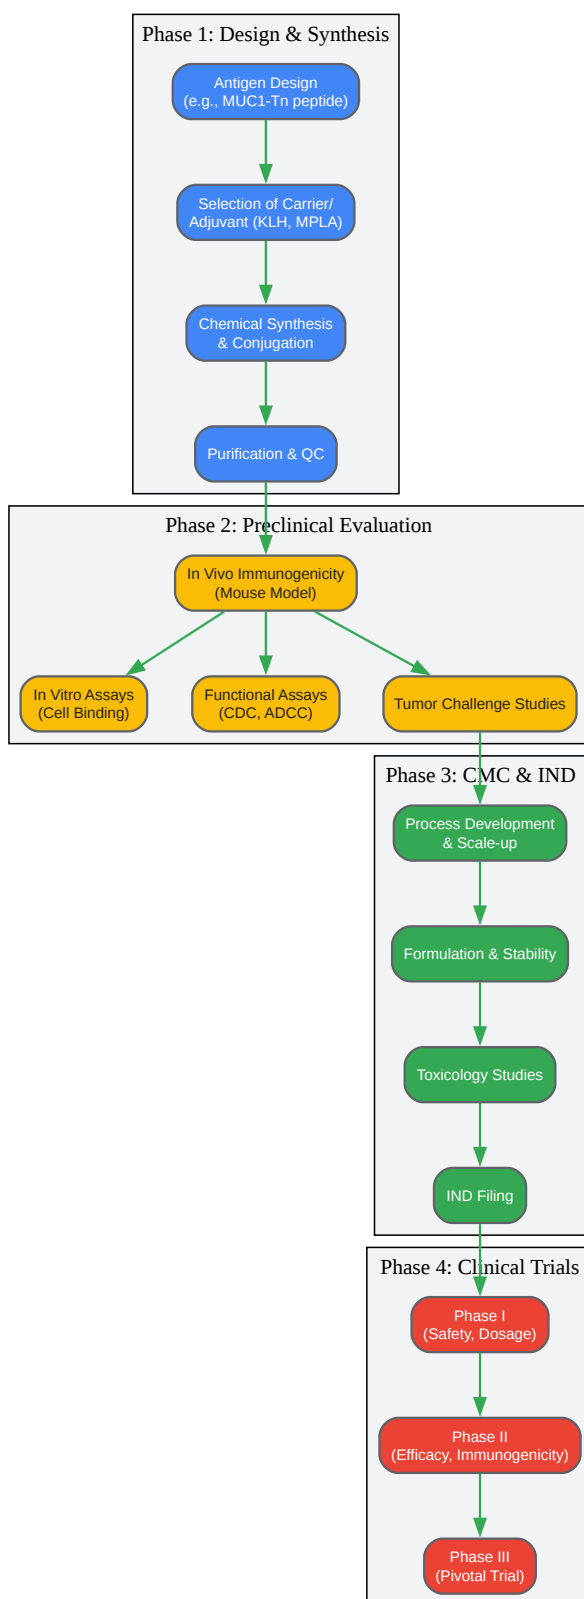 Phase 1: Design & Synthesis
Antigen Design
(e.g., MUC1-Tn peptide)
Selection of Carrier/
Adjuvant (KLH, MPLA)
Chemical Synthesis
& Conjugation
Purification & QC
Phase 2: Preclinical Evaluation
In Vivo Immunogenicity
(Mouse Model)
In Vitro Assays
(Cell Binding)
Functional Assays
(CDC, ADCC)
Tumor Challenge Studies
Phase 3: CMC & IND
Process Development
& Scale-up
Formulation & Stability
Toxicology Studies
IND Filing
Phase 4: Clinical Trials
Phase I
(Safety, Dosage)
Phase II
(Efficacy, Immunogenicity)
Phase III
(Pivotal Trial)